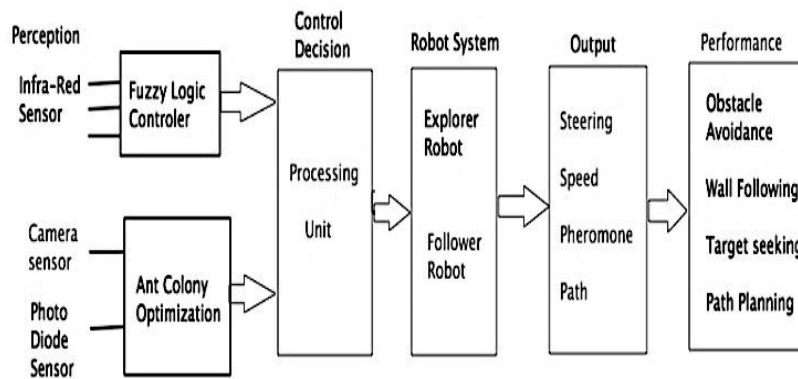 Perception
Infra-Red
Sensor
Fuzzy Logic
Controler
Camera
sensor
Photo
Diode
Sensor
Ant Colony
Optimization
Control
Decision
Processing
Unit
Robot System
Explorer
Robot
Follower
Robot
Output
Steering
Speed
Pheromone
Path
Performance
Obstacle
Avoidance
Wall Following
Target seeking
Path Planning